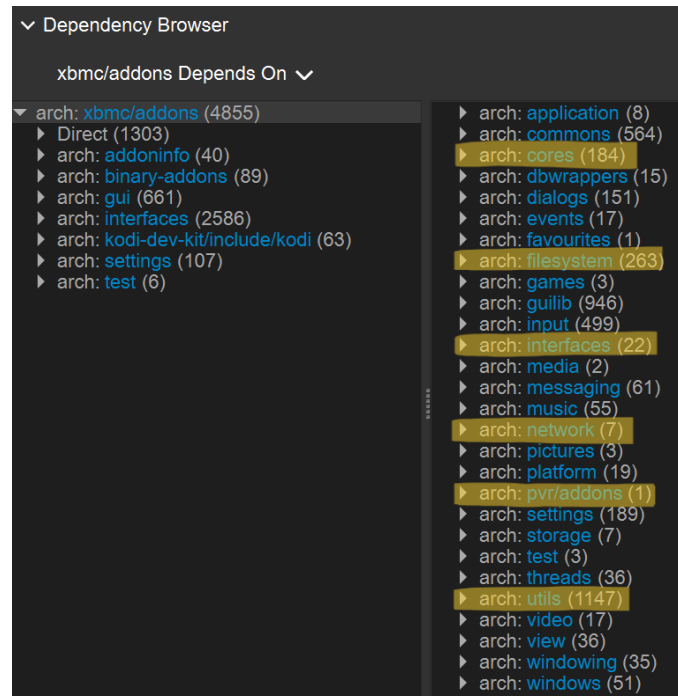 Dependency Browser
xbmc/addons Depends On
arch: xbmc/addons (4855)
Direct (1303)
arch: addoninfo (40)
arch: binary-addons (89)
arch: gui (661)
arch: interfaces (2586)
arch: kodi-dev-kit/include/kodi (63)
arch: settings (107)
arch: test (6)
arch: application (8)
arch: commons (564)
arch: cores (184)
arch: dbwrappers (15)
arch: dialogs (151)
arch: events (17)
arch: favourites (1)
arch: filesystem (263)
arch: games (3)
arch: guilib (946)
arch: input (499)
arch: interfaces (22)
arch: media (2)
arch: messaging (61)
arch: music (55)
arch: network (7)
arch: pictures (3)
arch: platform (19)
arch: pvr/addons (1)
arch: settings (189)
arch: storage (7)
arch: test (3)
arch: threads (36)
arch: utils (1147)
arch: video (17)
arch: view (36)
arch: windowing (35)
arch: windows (51)